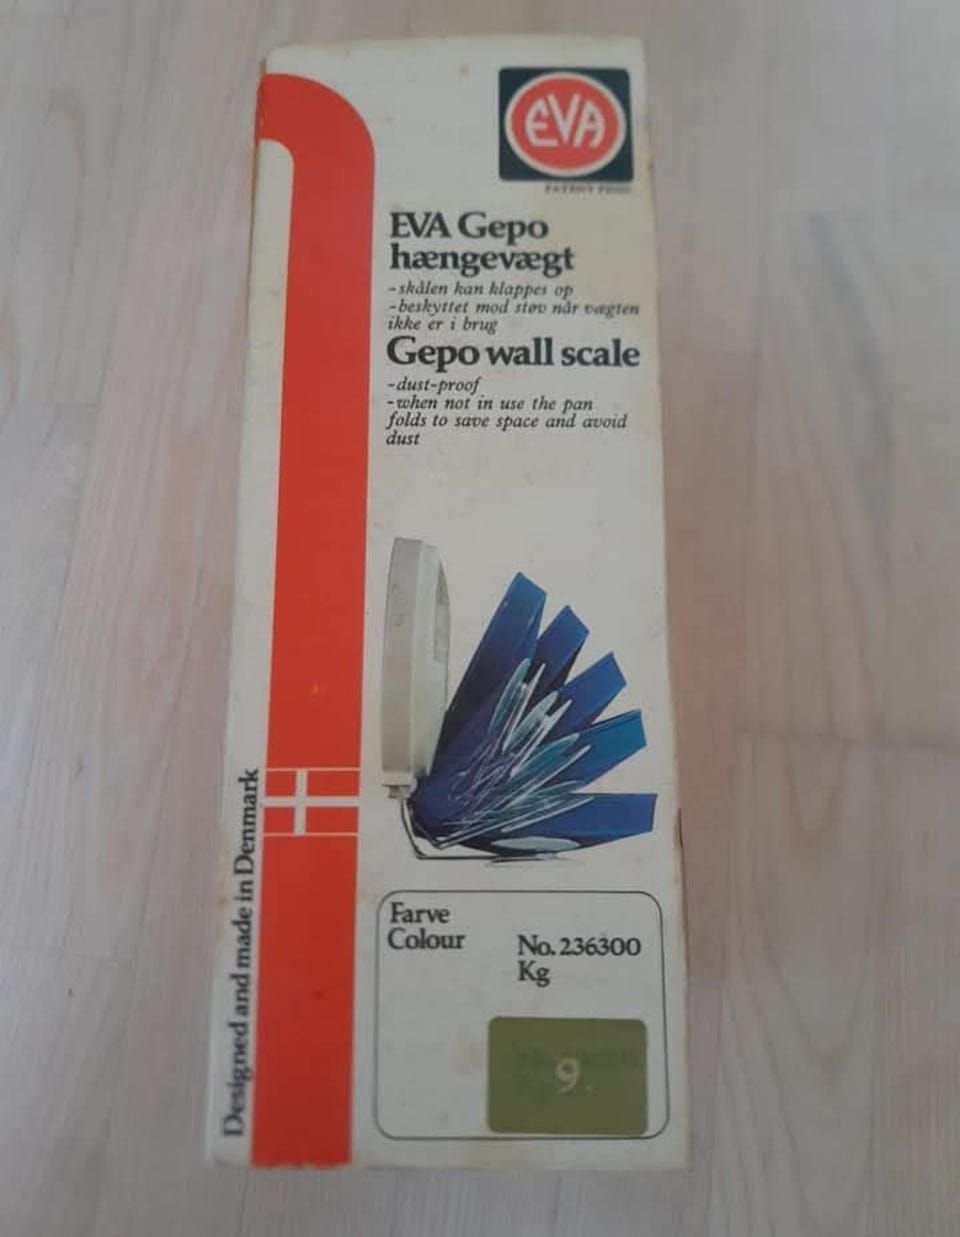 EVA
EVA Gepo
hængevægt
-skålen kan klappes op
-beskyttet mod støv når vægten
ikke er i brug
Gepo wall scale
-dust-proof
-when not in use the pan
folds to save space and avoid
dust
Designed and made in Denmark
Farve
Colour
No. 236300
Kg
9.